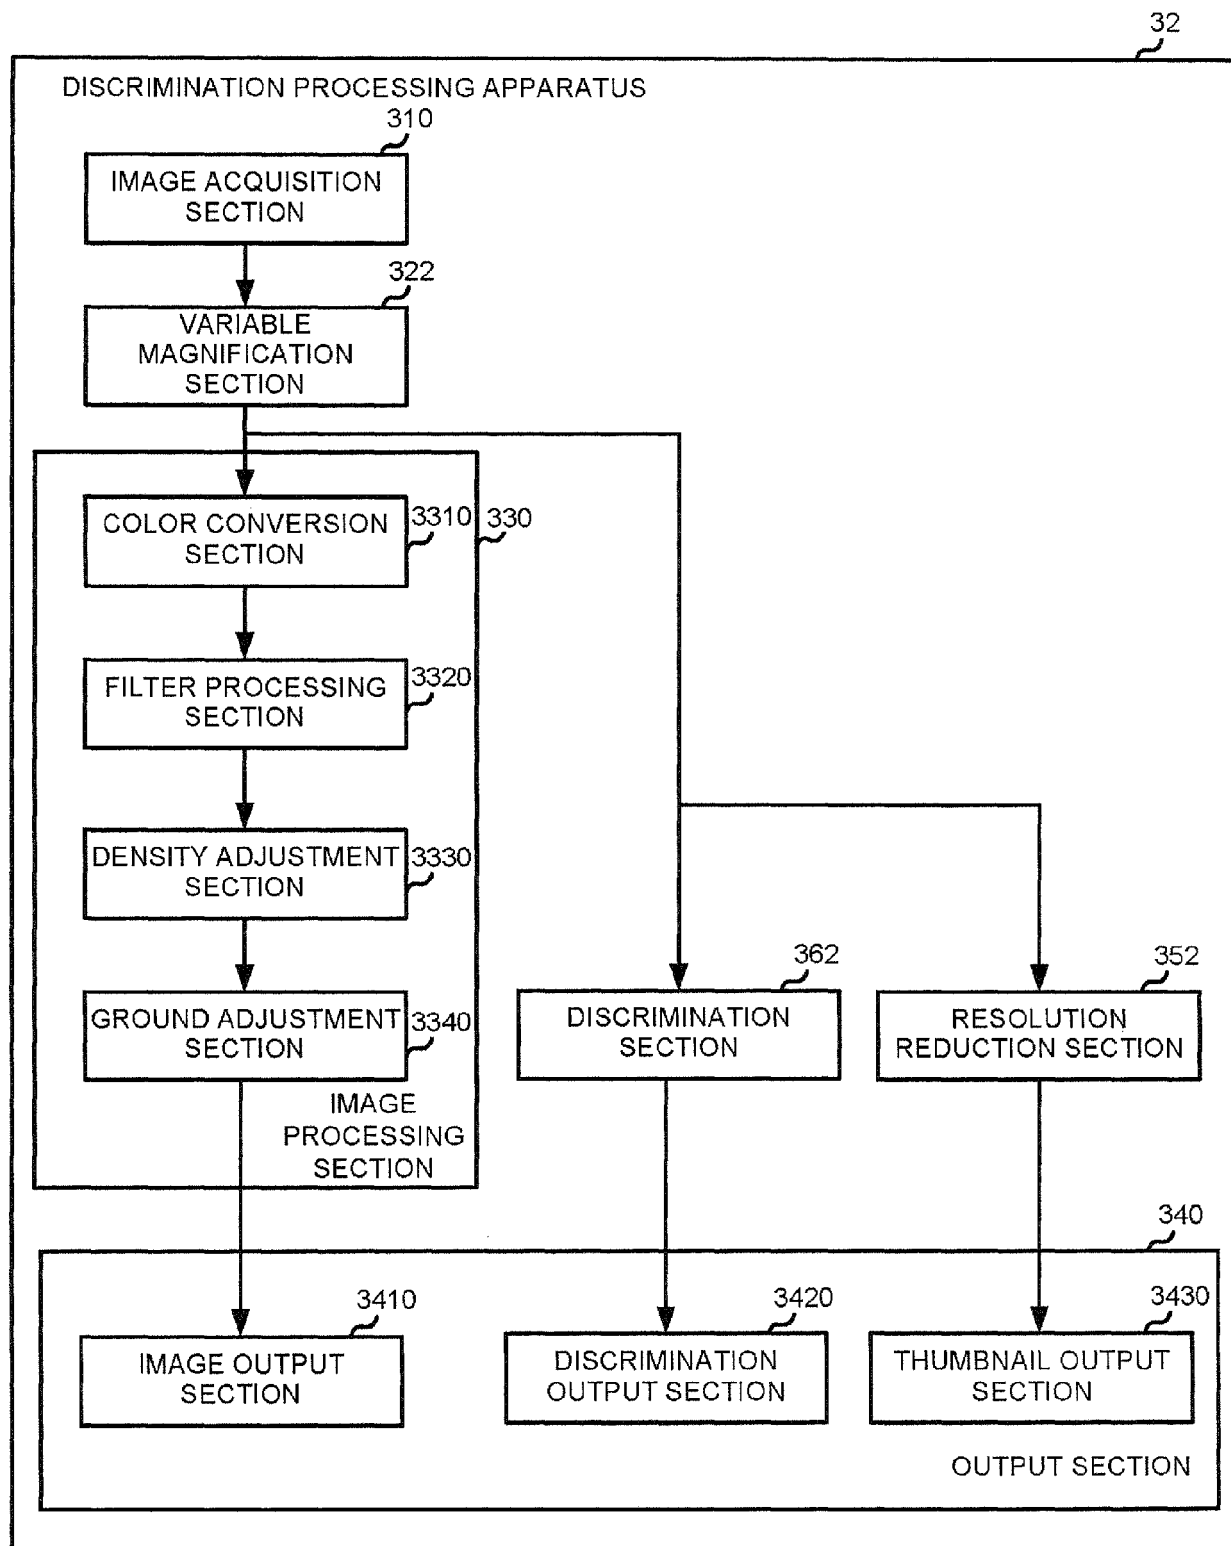 32
DISCRIMINATION PROCESSING APPARATUS
310
IMAGE ACQUISITION
SECTION
322
VARIABLE
MAGNIFICATION
SECTION
COLOR CONVERSION
SECTION
3310
330
FILTER PROCESSING
SECTION
3320
DENSITY ADJUSTMENT
SECTION
3330
GROUND ADJUSTMENT
SECTION
3340
IMAGE
PROCESSING
SECTION
362
DISCRIMINATION
SECTION
352
RESOLUTION
REDUCTION SECTION
340
3410
IMAGE OUTPUT
SECTION
3420
DISCRIMINATION
OUTPUT SECTION
3430
THUMBNAIL OUTPUT
SECTION
OUTPUT SECTION